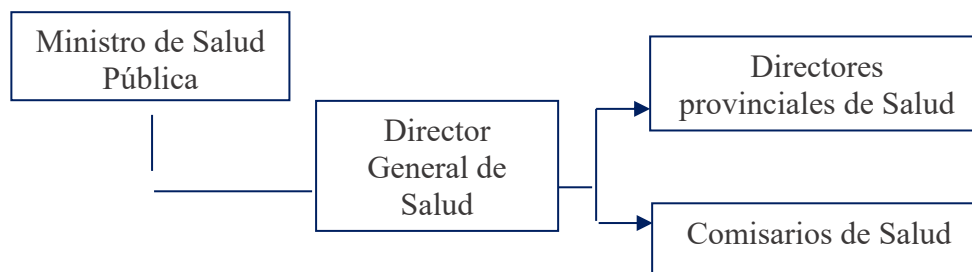 Ministro de Salud
Pública
Director
General de
Salud
Directores
provinciales de Salud
Comisarios de Salud